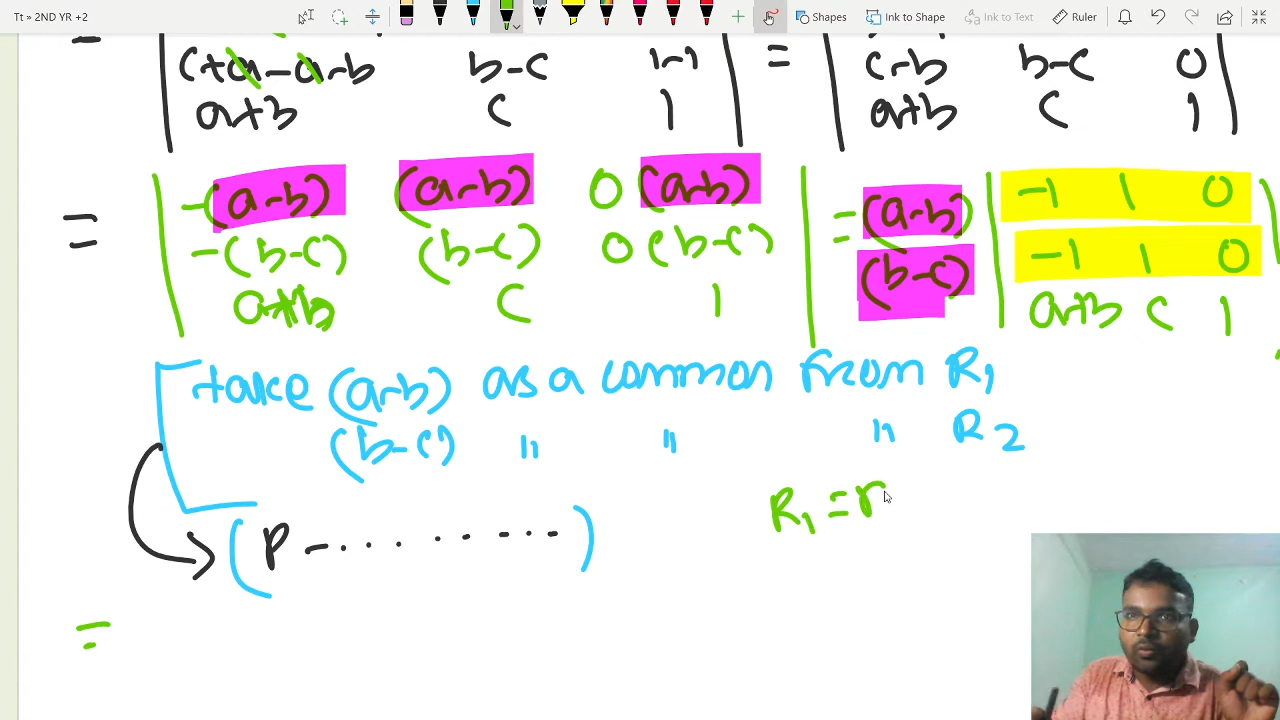 Tt » 2ND YR +2
Shapes Ink to Shape Ink to Text Ruler
= | c+a-a-b b-c 1-1 | = | c-b b-c 0 |
| a+b c 1 | | a+b c 1 |
= | -(a-b) (a-b) 0(a-b) | = (a-b) | -1 1 0 |
| -(b-c) (b-c) 0(b-c) | (b-c) | -1 1 0 |
| a+b c 1 | | a+b c 1 |
take (a-b) as a common from R1
(b-c) " " " R2
R1 = r
(P - . . . . . . . . )
=